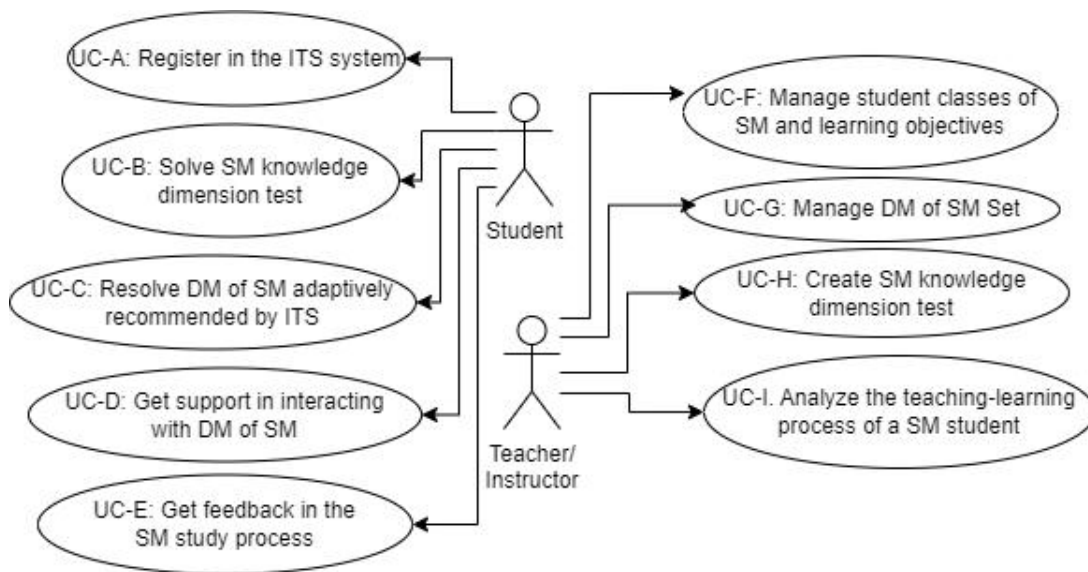 UC-A: Register in the ITS system
UC-B: Solve SM knowledge
dimension test
UC-C: Resolve DM of SM adaptively
recommended by ITS
UC-D: Get support in interacting
with DM of SM
UC-E: Get feedback in the
SM study process
Student
Teacher/
Instructor
UC-F: Manage student classes of
SM and learning objectives
UC-G: Manage DM of SM Set
UC-H: Create SM knowledge
dimension test
UC-I. Analyze the teaching-learning
process of a SM student